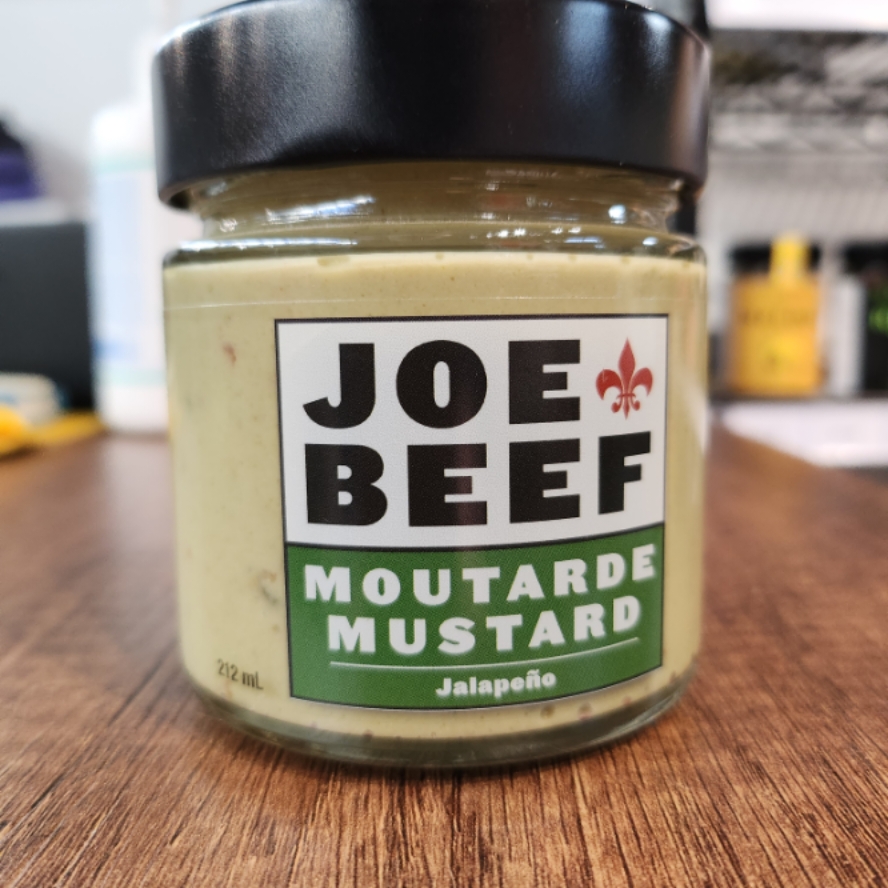 JOE
BEEF
MOUTARDE
MUSTARD
Jalapeño
212 mL